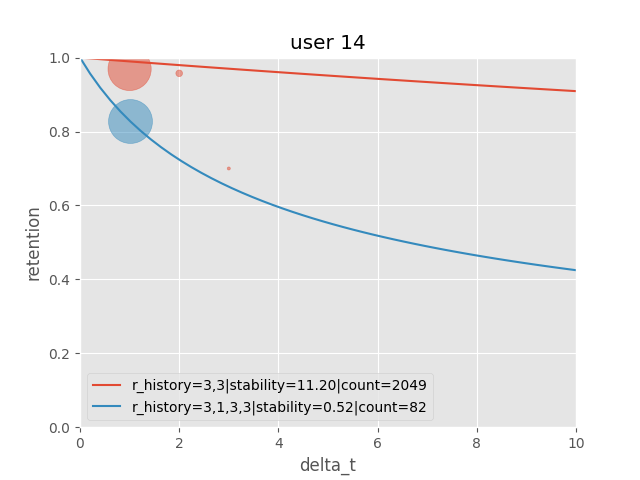 user 14
1.0
0.8
0.6
0.4
0.2
0.0
retention
r_history=3,3|stability=11.20|count=2049
r_history=3,1,3,3|stability=0.52|count=82
0 2 4 6 8 10
delta_t